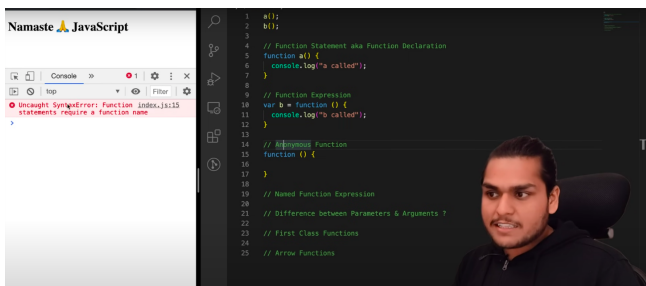 Namaste 🙏 JavaScript
Console » 1
top Filter
Uncaught SyntaxError: Function index.js:15
statements require a function name
>
1 a();
2 b();
3
4 // Function Statement aka Function Declaration
5 function a() {
6 console.log("a called");
7 }
8
9 // Function Expression
10 var b = function () {
11 console.log("b called");
12 }
13
14 // Anonymous Function
15 function () {
16
17 }
18
19 // Named Function Expression
20
21 // Difference between Parameters & Arguments ?
22
23 // First Class Functions
24
25 // Arrow Functions
T